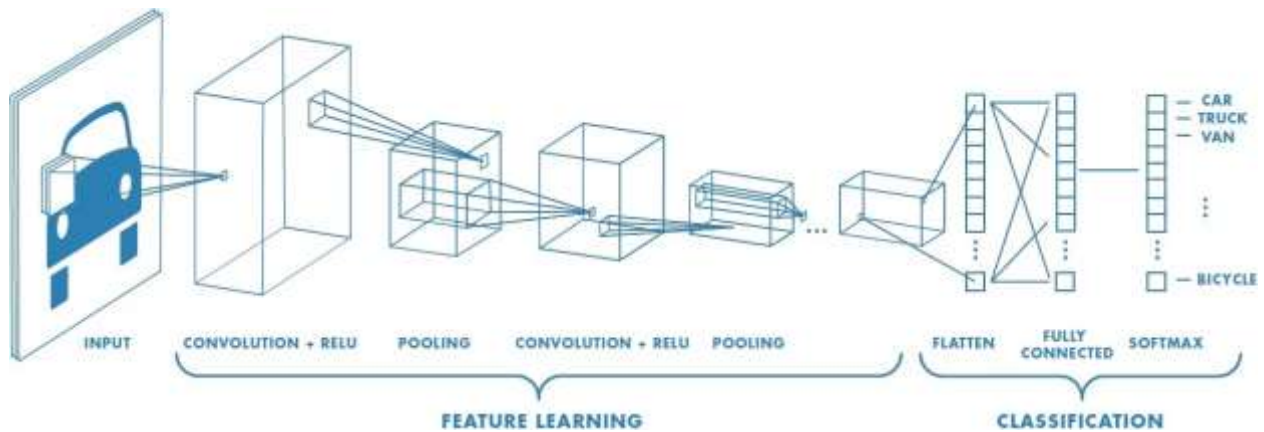 CAR
TRUCK
VAN
BICYCLE
INPUT
CONVOLUTION + RELU
POOLING
CONVOLUTION + RELU
POOLING
FLATTEN
FULLY
CONNECTED
SOFTMAX
FEATURE LEARNING
CLASSIFICATION